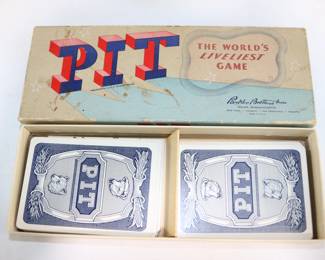 PIT
THE WORLD'S
LIVELIEST
GAME
Parker Brothers Inc
PIT
PIT